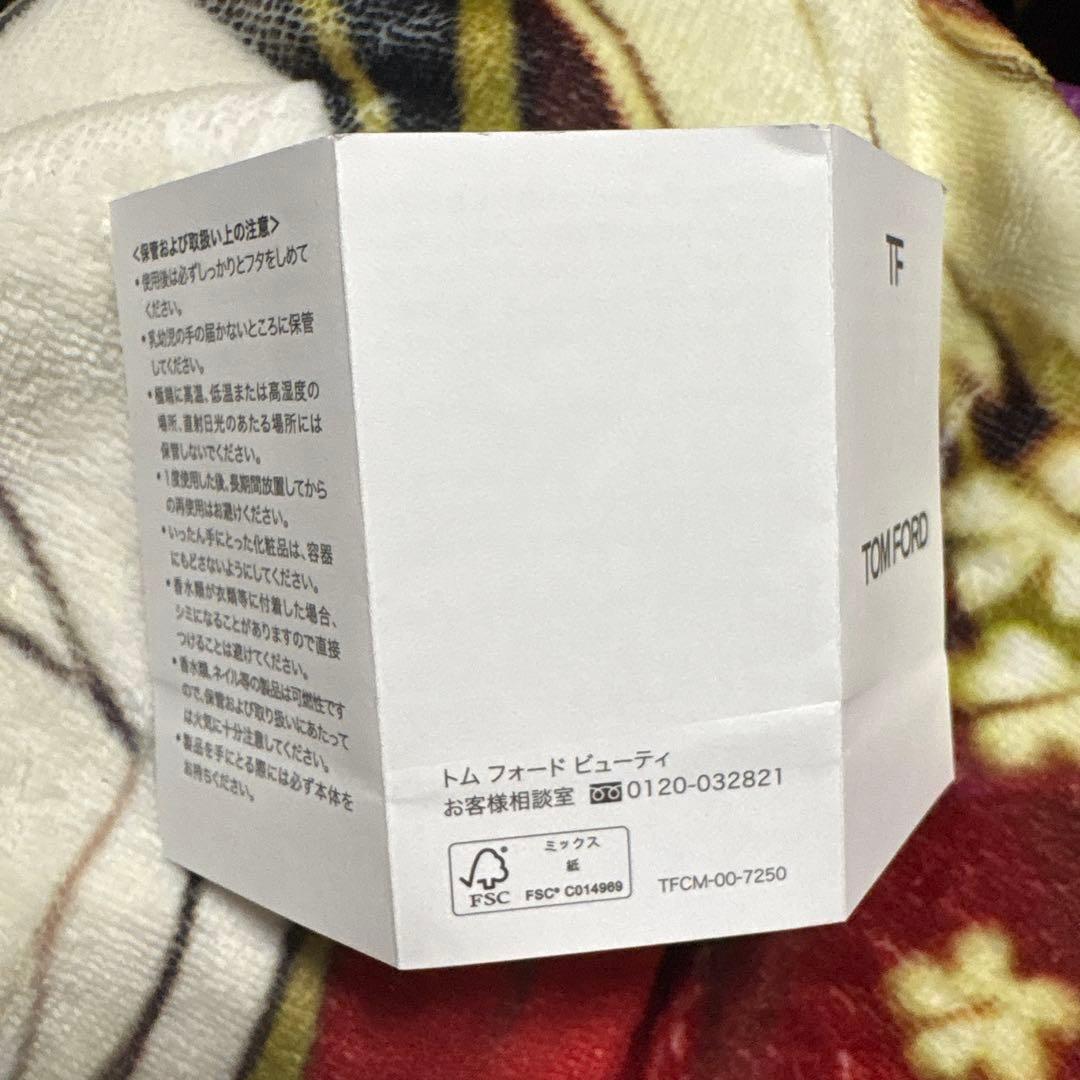 <保管および取扱い上の注意>
・使用後は必ずしっかりとフタをしめて
ください。
・乳幼児の手の届かないところに保管
してください。
・極端に高温、低温または高湿度の
場所、直射日光のあたる場所には
保管しないでください。
・1度使用した後、長期間放置してから
の再使用はお避けください。
・いったん手にとった化粧品は、容器
にもどさないようにしてください。
・香水類が衣類等に付着した場合、
シミになることがありますので直接
つけることは避けてください。
・香水類、ネイル等の製品は可燃性です
ので、保管および取り扱いにあたって
は火気に十分注意してください。
・製品を手にとる際には必ず本体を
お持ちください。
トム フォード ビューティ
お客様相談室 0120-032821
FSC
ミックス
紙
FSC® C014969
TFCM-00-7250
TF
TOM FORD